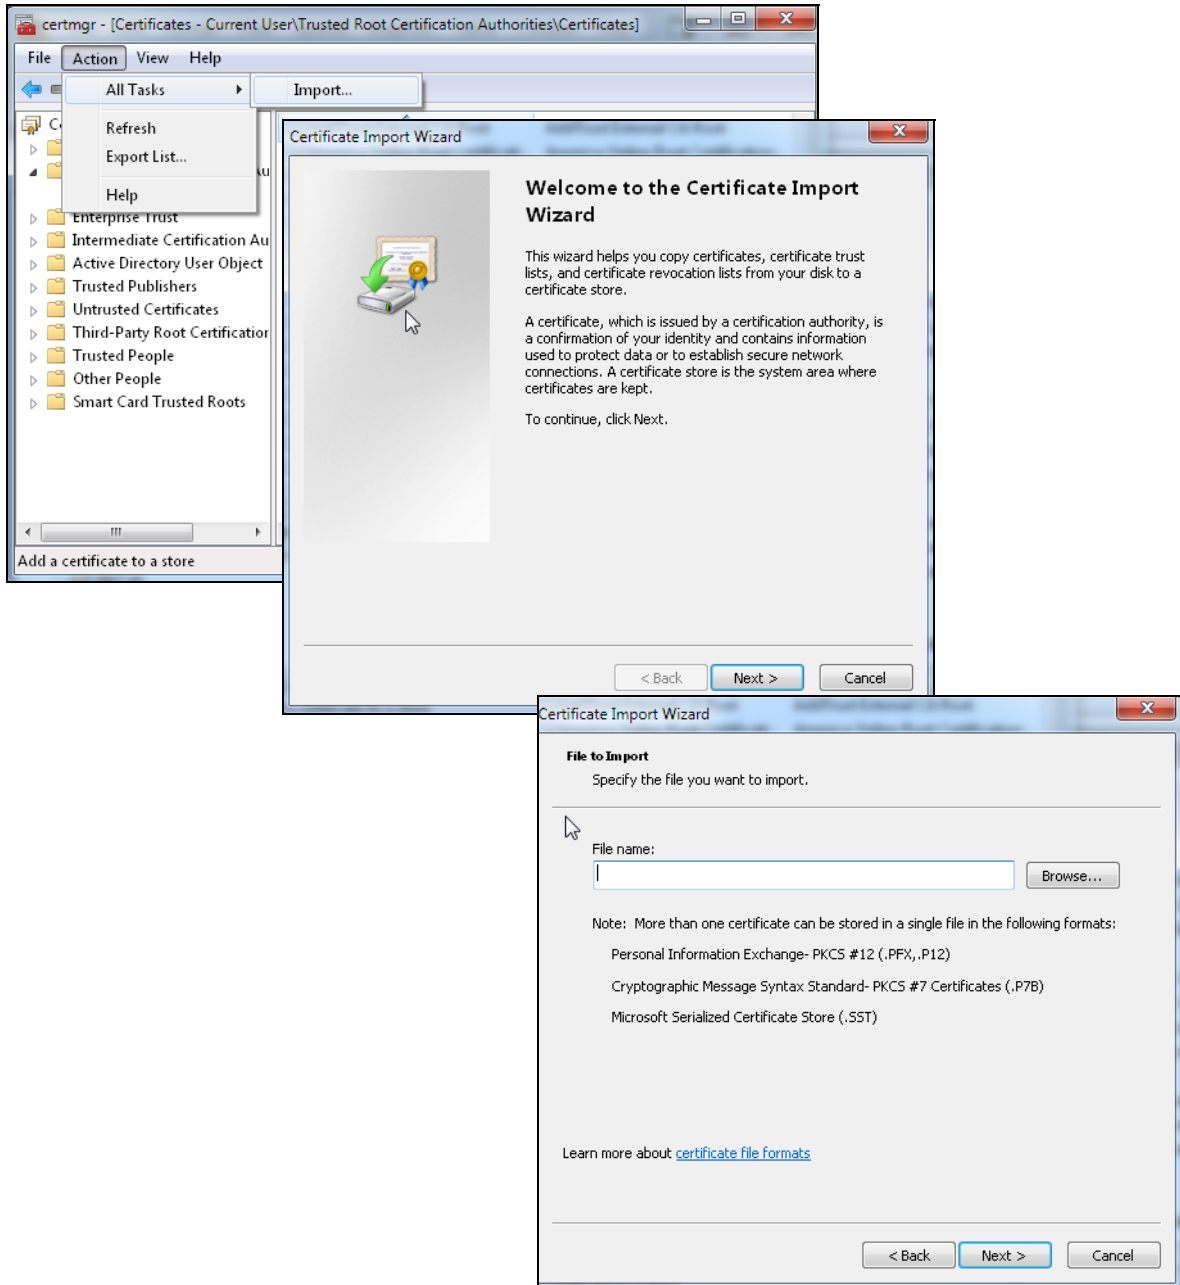 certmgr - [Certificates - Current User\Trusted Root Certification Authorities\Certificates]
File Action View Help
All Tasks
Import...
Refresh
Export List...
Help
Enterprise Trust
Intermediate Certification Au
Active Directory User Object
Trusted Publishers
Untrusted Certificates
Third-Party Root Certification
Trusted People
Other People
Smart Card Trusted Roots
Add a certificate to a store
Certificate Import Wizard
Welcome to the Certificate Import
Wizard
This wizard helps you copy certificates, certificate trust
lists, and certificate revocation lists from your disk to a
certificate store.
A certificate, which is issued by a certification authority, is
a confirmation of your identity and contains information
used to protect data or to establish secure network
connections. A certificate store is the system area where
certificates are kept.
To continue, click Next.
< Back Next > Cancel
Certificate Import Wizard
File to Import
Specify the file you want to import.
File name:
Browse...
Note: More than one certificate can be stored in a single file in the following formats:
Personal Information Exchange- PKCS #12 (.PFX,.P12)
Cryptographic Message Syntax Standard- PKCS #7 Certificates (.P7B)
Microsoft Serialized Certificate Store (.SST)
Learn more about certificate file formats
< Back Next > Cancel